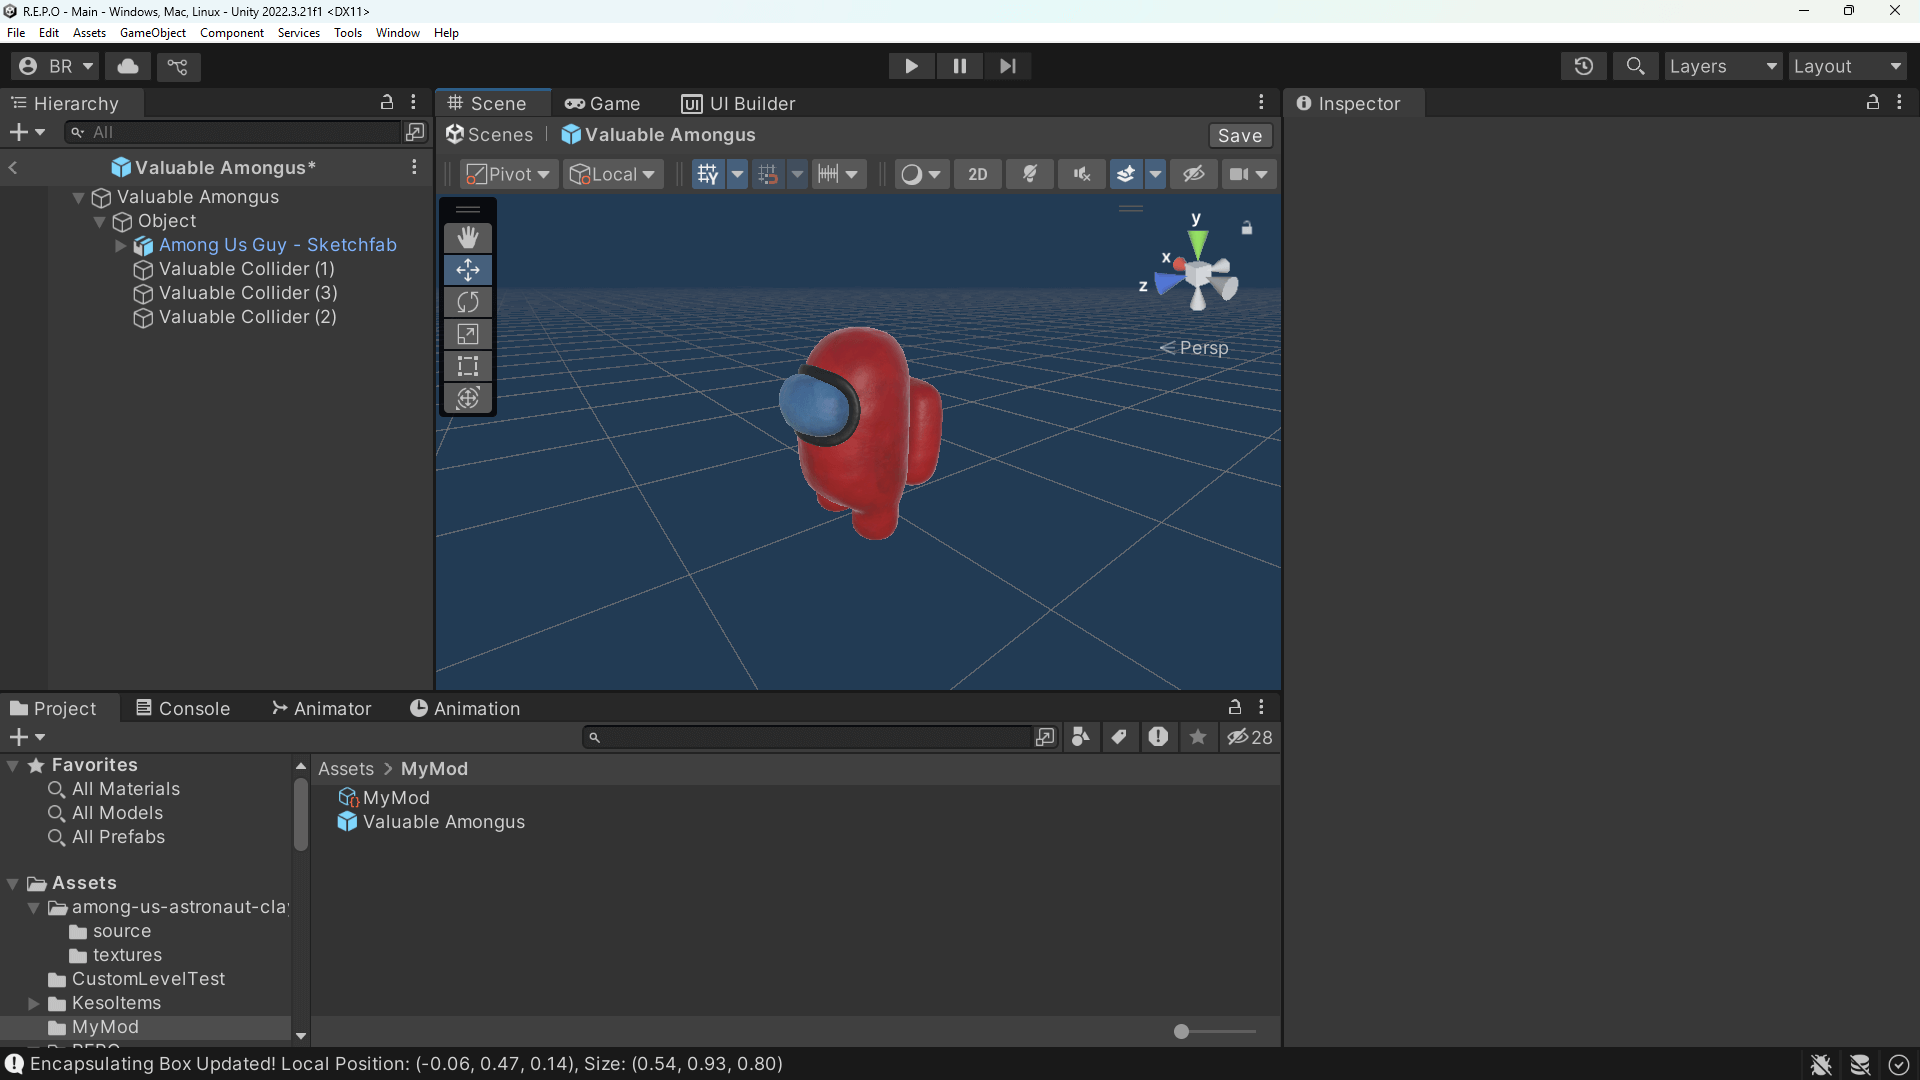 R.E.P.O - Main - Windows, Mac, Linux - Unity 2022.3.21f1 <DX11>
File Edit Assets GameObject Component Services Tools Window Help
BR Layers Layout
Hierarchy
All
Valuable Amongus*
Valuable Amongus
Object
Among Us Guy - Sketchfab
Valuable Collider (1)
Valuable Collider (3)
Valuable Collider (2)
Scene Game UI UI Builder
Scenes | Valuable Amongus Save
Pivot Local 2D
y
x
z
< Persp
Inspector
Project Console Animator Animation
28
Favorites
All Materials
All Models
All Prefabs
Assets
among-us-astronaut-cla
source
textures
CustomLevelTest
KesoItems
MyMod
Assets > MyMod
MyMod
Valuable Amongus
Encapsulating Box Updated! Local Position: (-0.06, 0.47, 0.14), Size: (0.54, 0.93, 0.80)